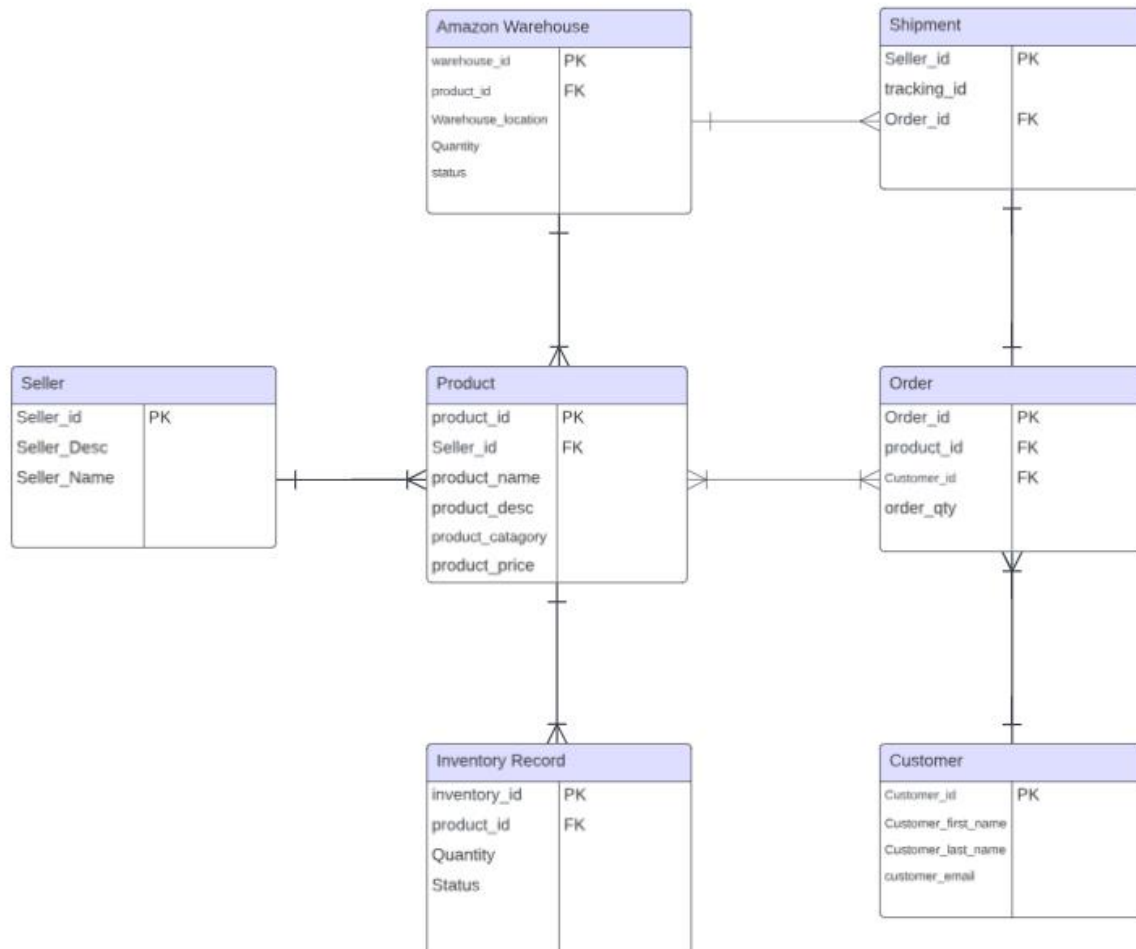 Amazon Warehouse
warehouse_id PK
product_id FK
Warehouse_location
Quantity
status
Shipment
Seller_id PK
tracking_id
Order_id FK
Seller
Seller_id PK
Seller_Desc
Seller_Name
Product
product_id PK
Seller_id FK
product_name
product_desc
product_catagory
product_price
Order
Order_id PK
product_id FK
Customer_id FK
order_qty
Inventory Record
inventory_id PK
product_id FK
Quantity
Status
Customer
Customer_id PK
Customer_first_name
Customer_last_name
customer_email